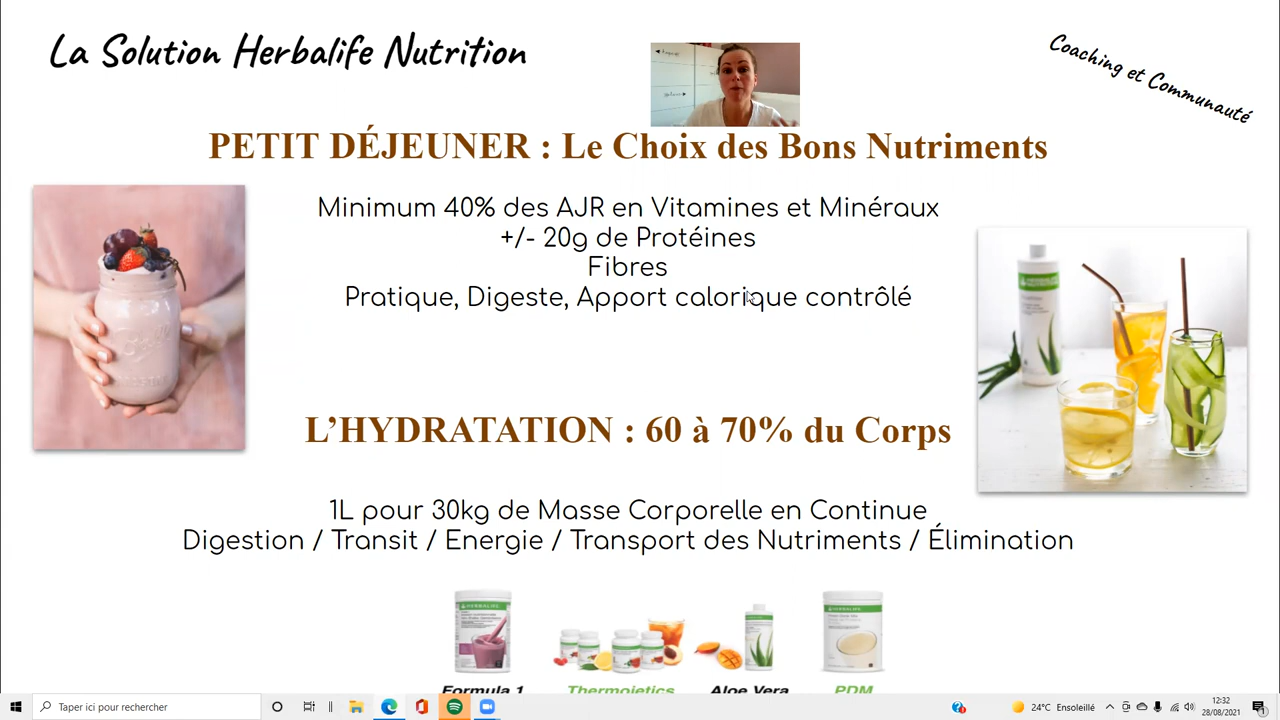 La Solution Herbalife Nutrition
Coaching et Communauté
PETIT DÉJEUNER : Le Choix des Bons Nutriments
Minimum 40% des AJR en Vitamines et Minéraux
+/- 20g de Protéines
Fibres
Pratique, Digeste, Apport calorique contrôlé
HERBALIFE
L’HYDRATATION : 60 à 70% du Corps
1L pour 30kg de Masse Corporelle en Continue
Digestion / Transit / Energie / Transport des Nutriments / Élimination
HERBALIFE
HERBALIFE
Formula 1
Thermojetics
Aloe Vera
PDM
Taper ici pour rechercher
24°C Ensoleillé
12:32
28/08/2021